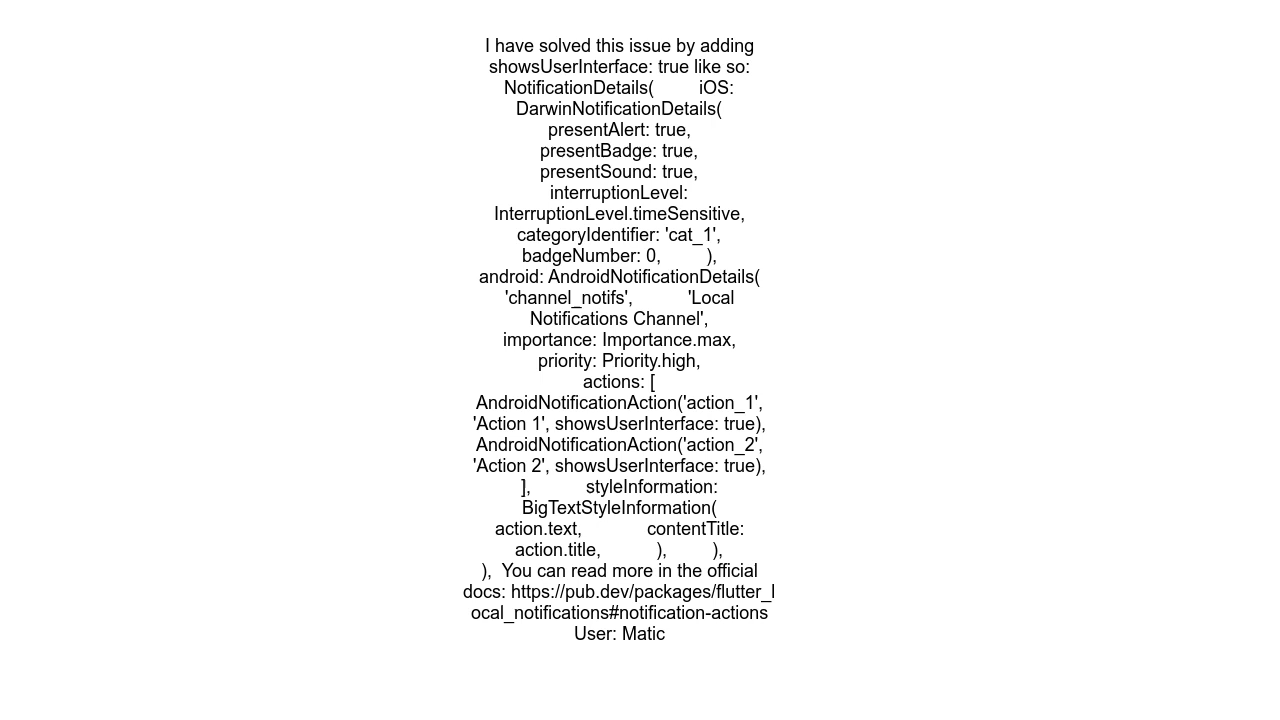 I have solved this issue by adding
showsUserInterface: true like so:
NotificationDetails(         iOS:
DarwinNotificationDetails(
presentAlert: true,
presentBadge: true,
presentSound: true,
interruptionLevel:
InterruptionLevel.timeSensitive,
categoryIdentifier: 'cat_1',
badgeNumber: 0,         ),
android: AndroidNotificationDetails(
'channel_notifs',           'Local
Notifications Channel',
importance: Importance.max,
priority: Priority.high,
actions: [
AndroidNotificationAction('action_1',
'Action 1', showsUserInterface: true),
AndroidNotificationAction('action_2',
'Action 2', showsUserInterface: true),
],           styleInformation:
BigTextStyleInformation(
action.text,             contentTitle:
action.title,           ),         ),
),  You can read more in the official
docs: https://pub.dev/packages/flutter_l
ocal_notifications#notification-actions
User: Matic